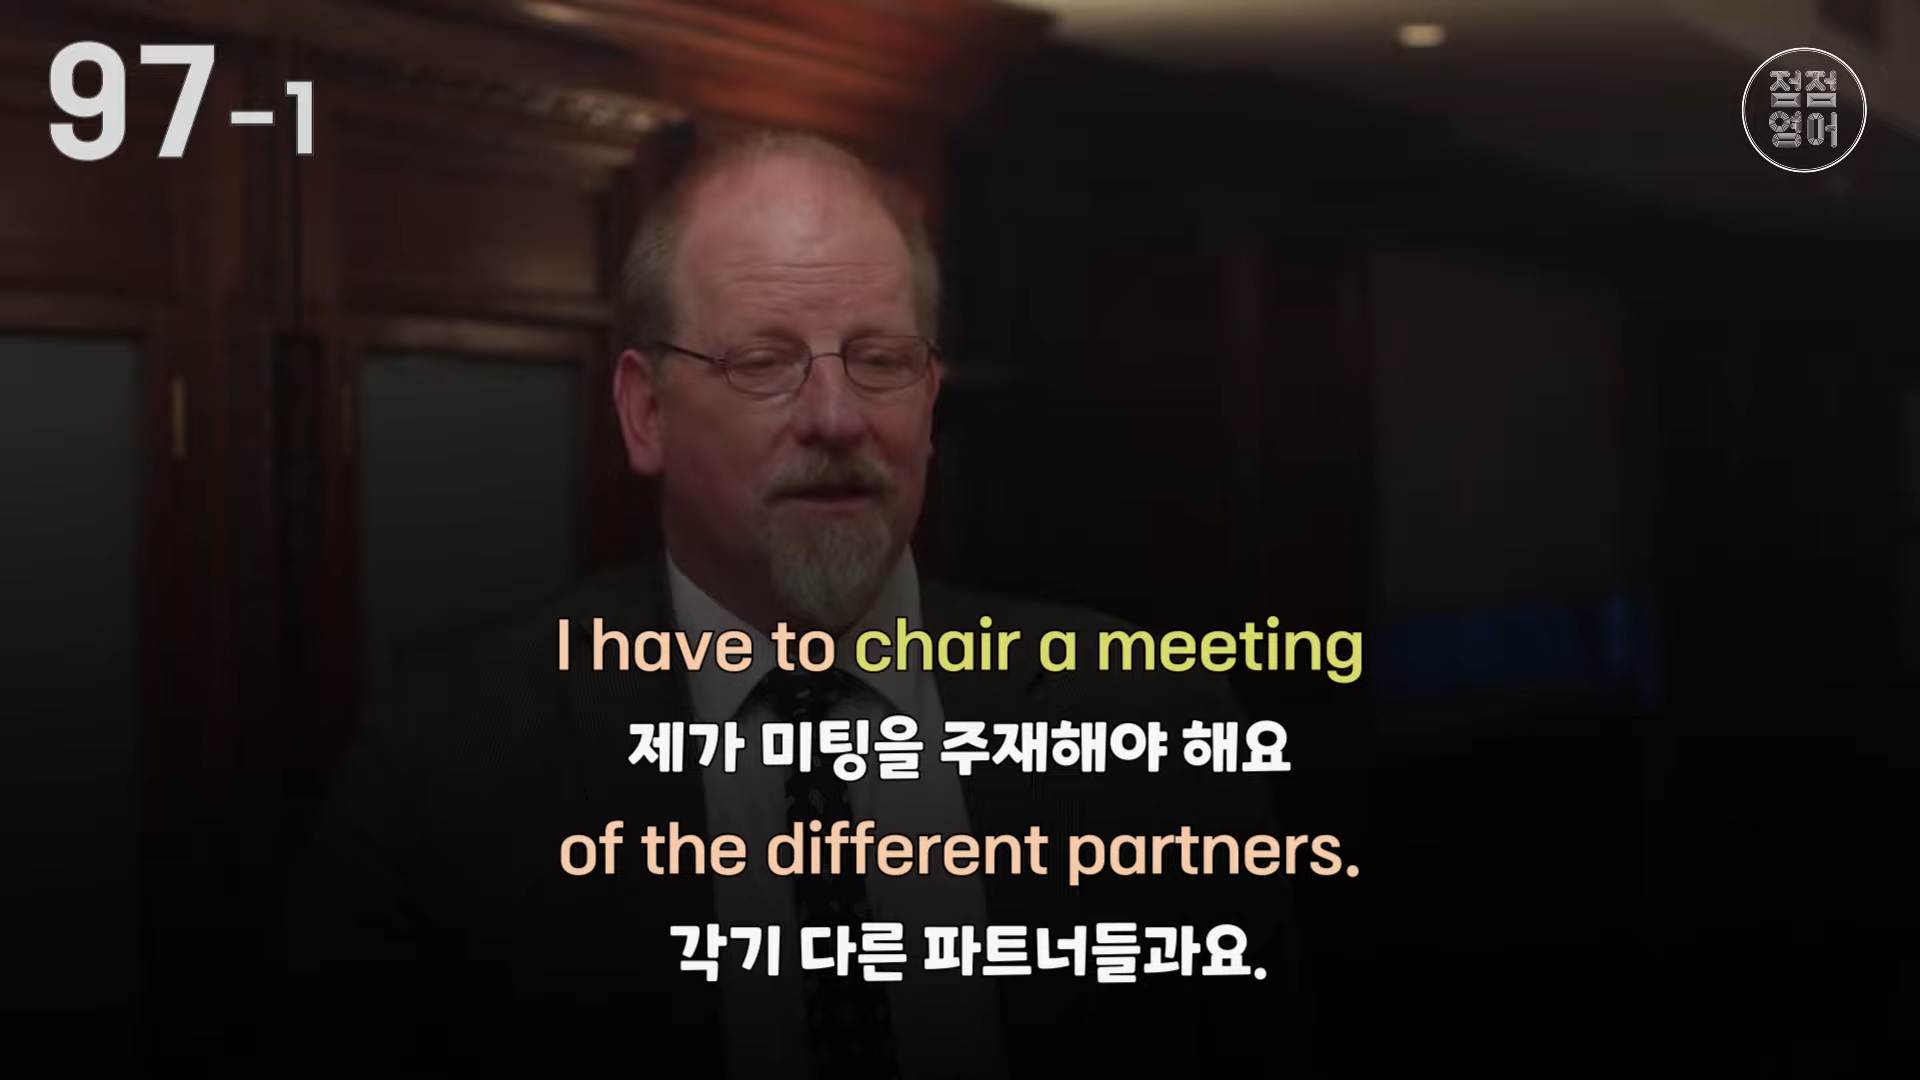 97-1
점점
영어
I have to chair a meeting
제가 미팅을 주재해야 해요
of the different partners.
각기 다른 파트너들과요.